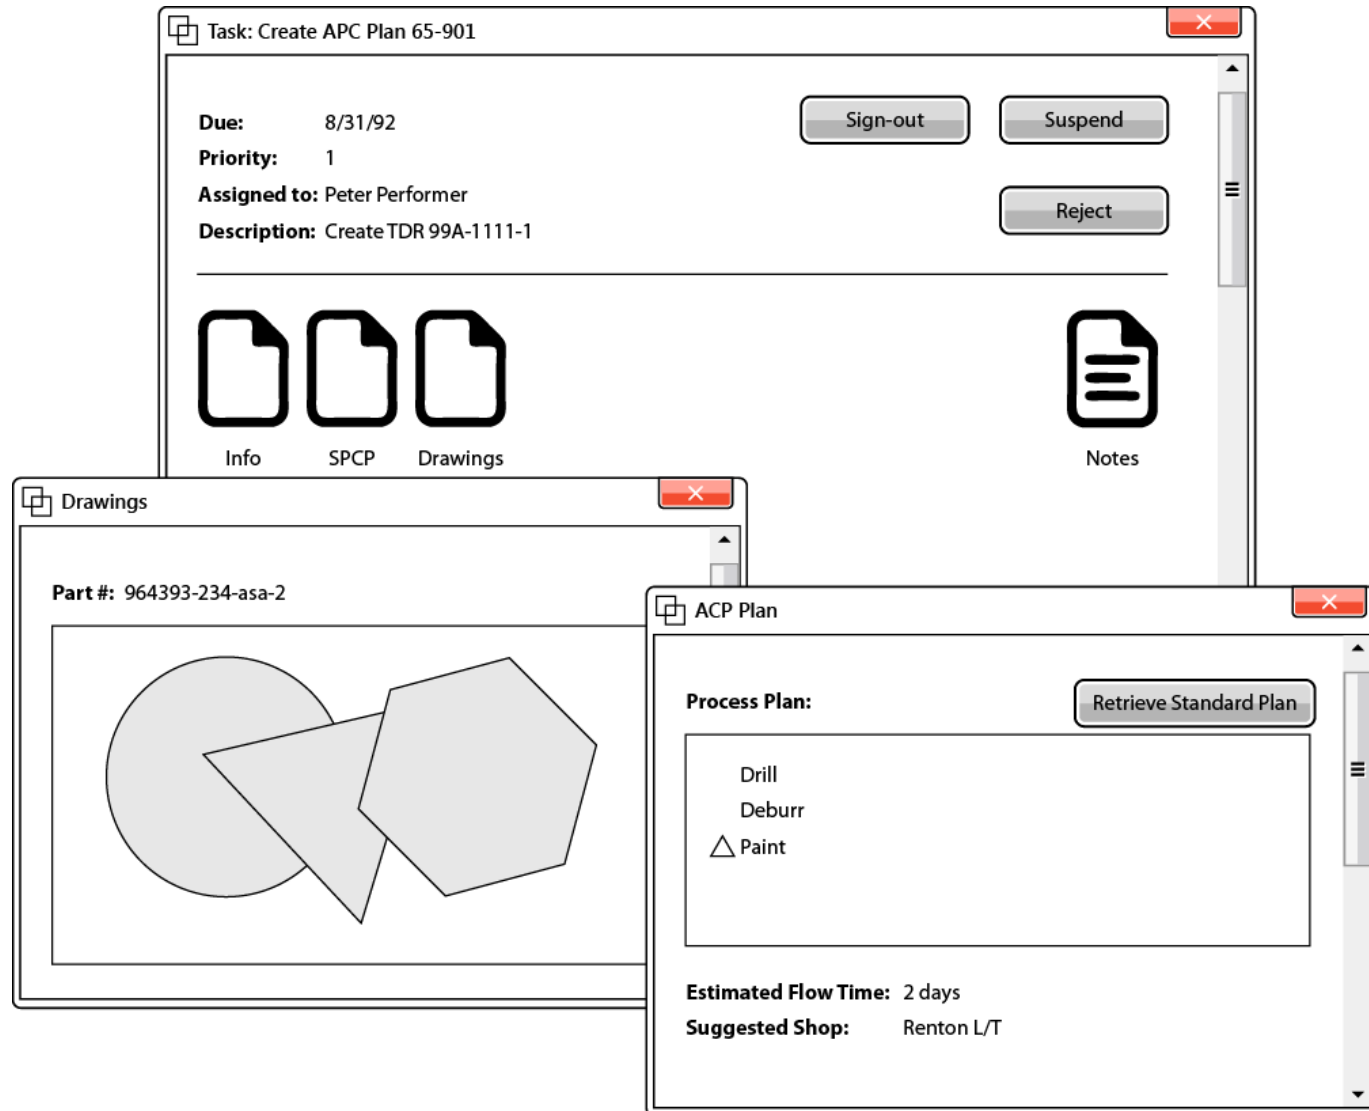 Task: Create APC Plan 65-901
Due: 8/31/92
Sign-out
Suspend
Priority: 1
Assigned to: Peter Performer
Reject
Description: Create TDR 99A-1111-1
Info
SPCP
Drawings
Notes
Drawings
Part #: 964393-234-asa-2
ACP Plan
Process Plan:
Retrieve Standard Plan
Drill
Deburr
Paint
Estimated Flow Time: 2 days
Suggested Shop: Renton L/T